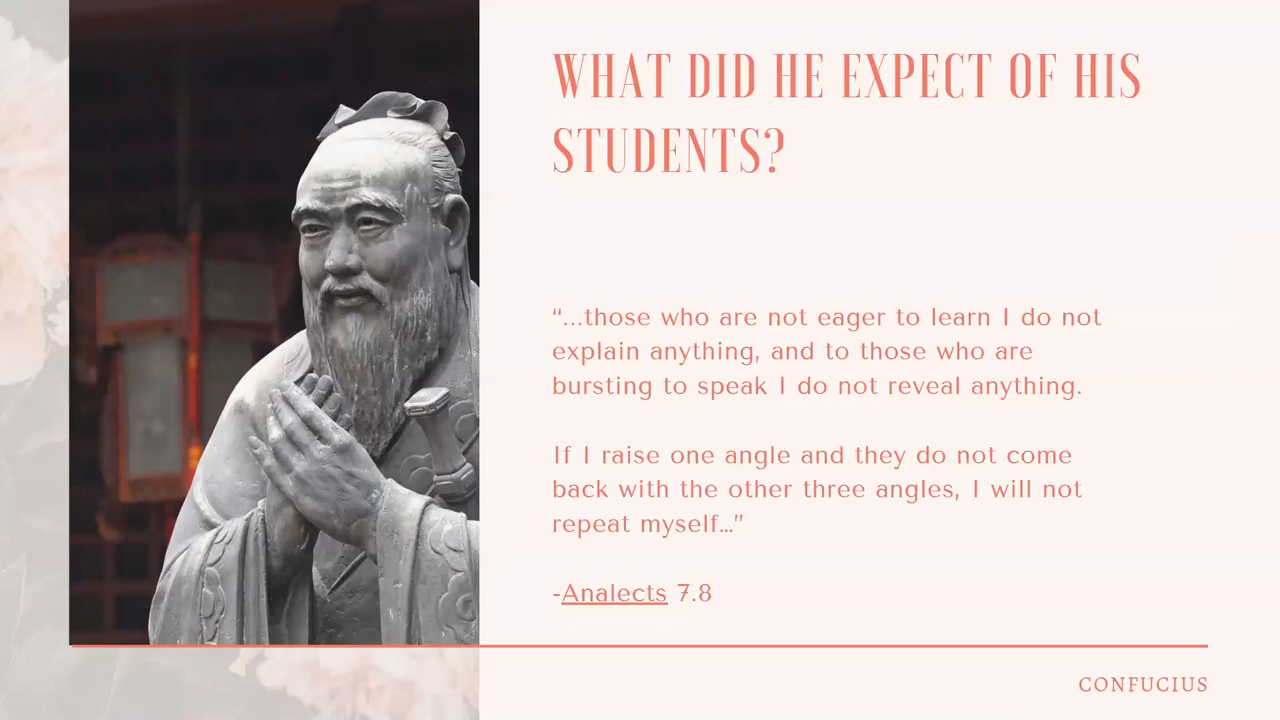 WHAT DID HE EXPECT OF HIS
STUDENTS?
“...those who are not eager to learn I do not
explain anything, and to those who are
bursting to speak I do not reveal anything.
If I raise one angle and they do not come
back with the other three angles, I will not
repeat myself...”
-Analects 7.8
CONFUCIUS